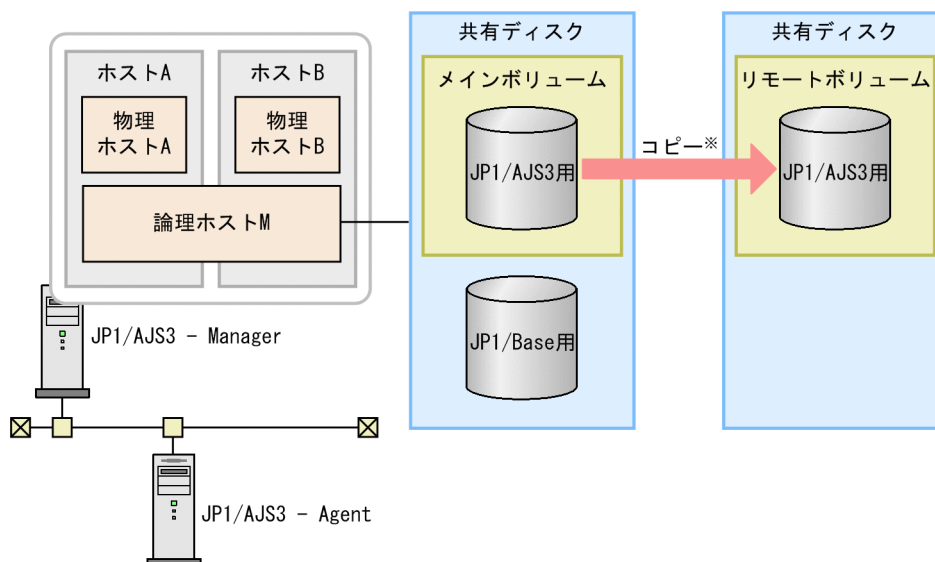 共有ディスク
共有ディスク
ホストA
ホストB
メインボリューム
リモートボリューム
物理
ホストA
物理
ホストB
コピー※
JP1/AJS3用
JP1/AJS3用
論理ホストM
JP1/AJS3 − Manager
JP1/Base用
JP1/AJS3 − Agent